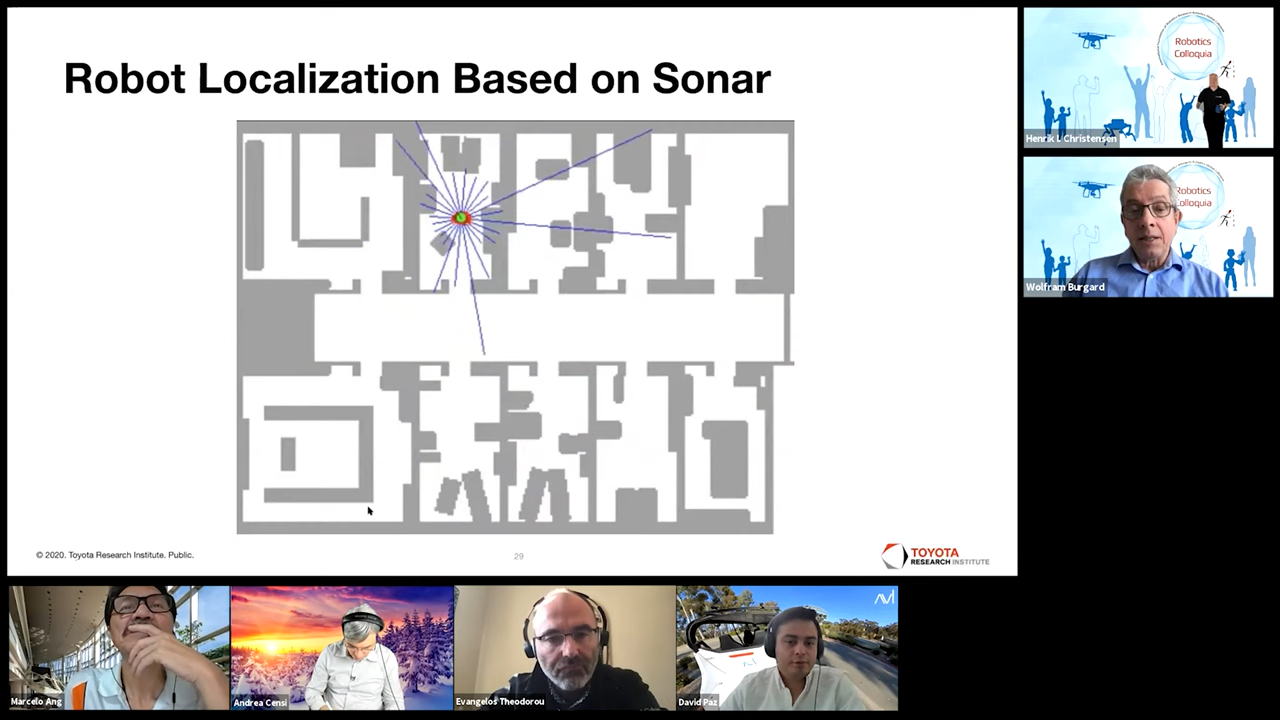 Robot Localization Based on Sonar
© 2020. Toyota Research Institute. Public.
29
TOYOTA
RESEARCH INSTITUTE
Robotics
Colloquia
Henrik I. Christensen
Robotics
Colloquia
Wolfram Burgard
Marcelo Ang
Andrea Censi
Evangelos Theodorou
David Paz